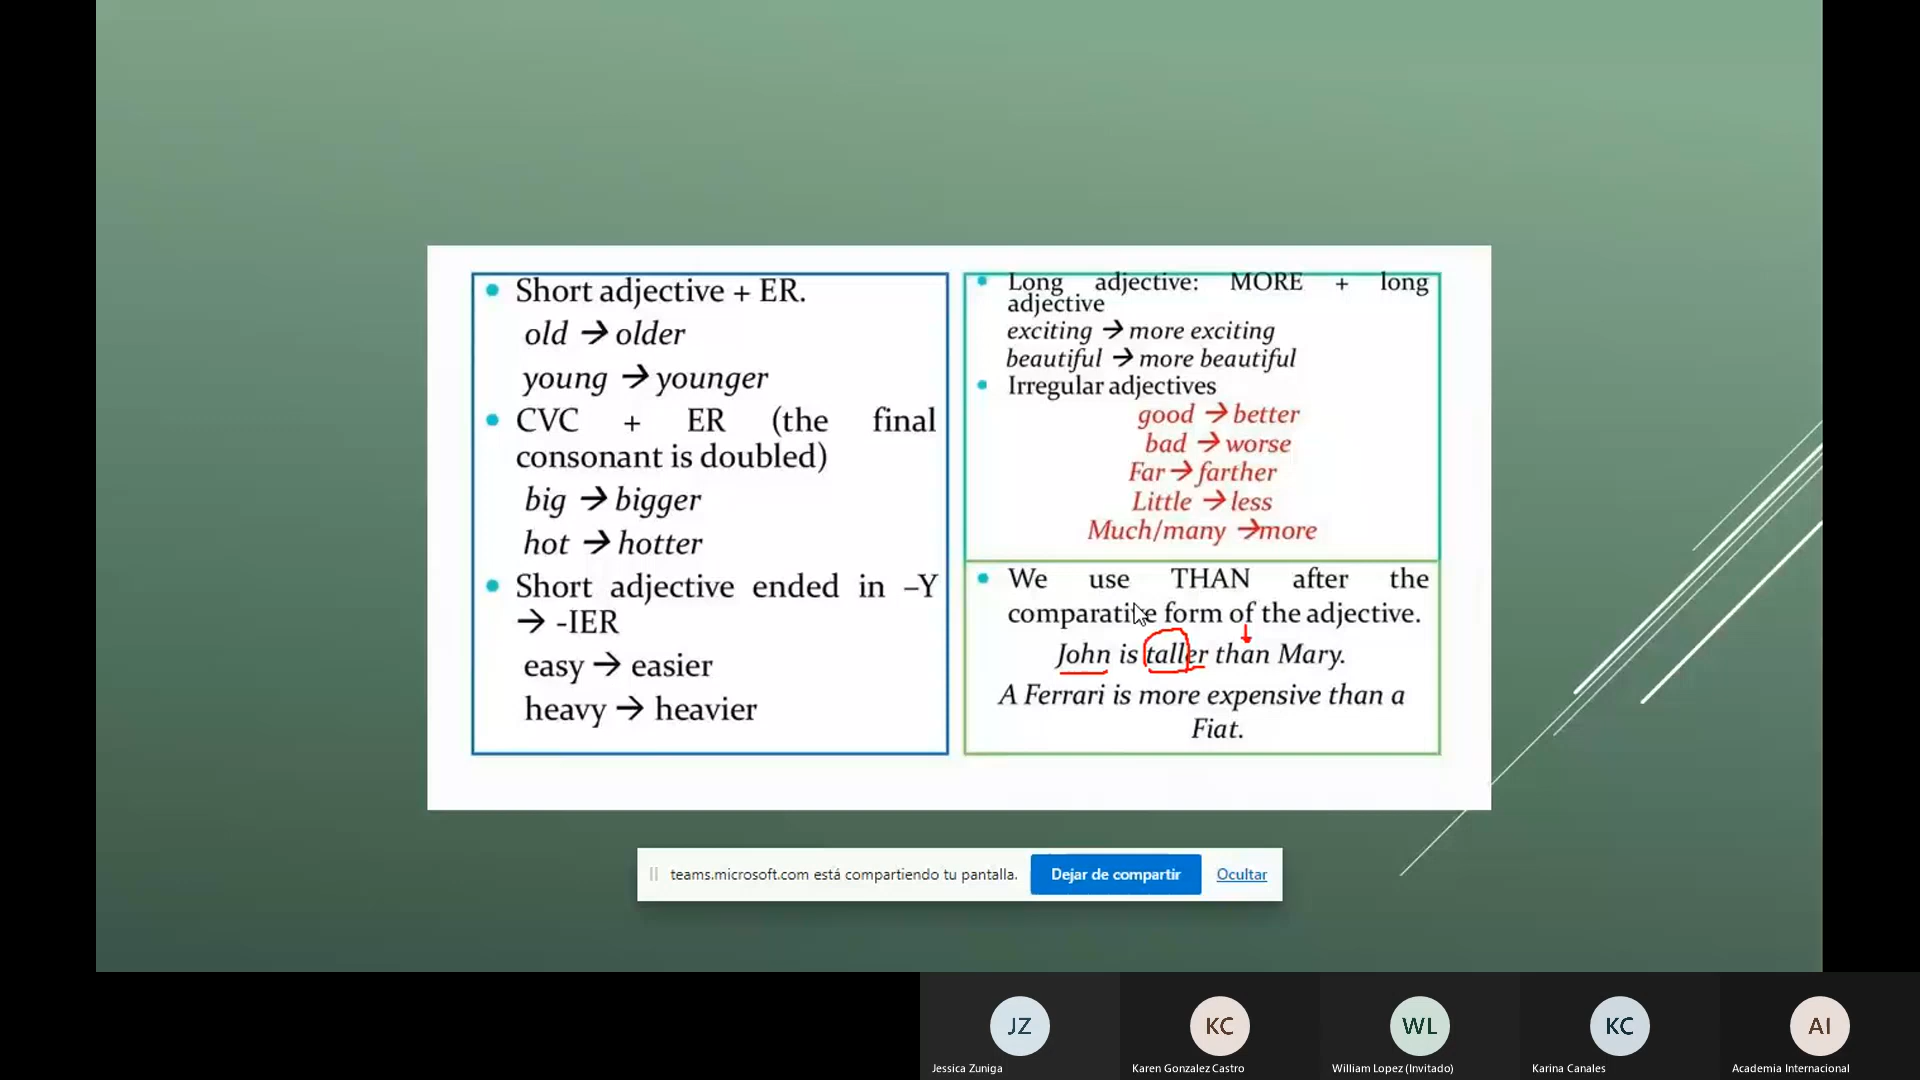 Short adjective + ER.
old → older
young → younger
CVC + ER (the final
consonant is doubled)
big → bigger
hot → hotter
Short adjective ended in –Y
→ -IER
easy → easier
heavy → heavier
Long adjective: MORE + long
adjective
exciting → more exciting
beautiful → more beautiful
Irregular adjectives
good → better
bad → worse
Far → farther
Little → less
Much/many → more
We use THAN after the
comparative form of the adjective.
John is taller than Mary.
A Ferrari is more expensive than a
Fiat.
teams.microsoft.com está compartiendo tu pantalla. Dejar de compartir Ocultar
JZ KC WL KC AI
Jessica Zuniga Karen Gonzalez Castro William Lopez (Invitado) Karina Canales Academia Internacional